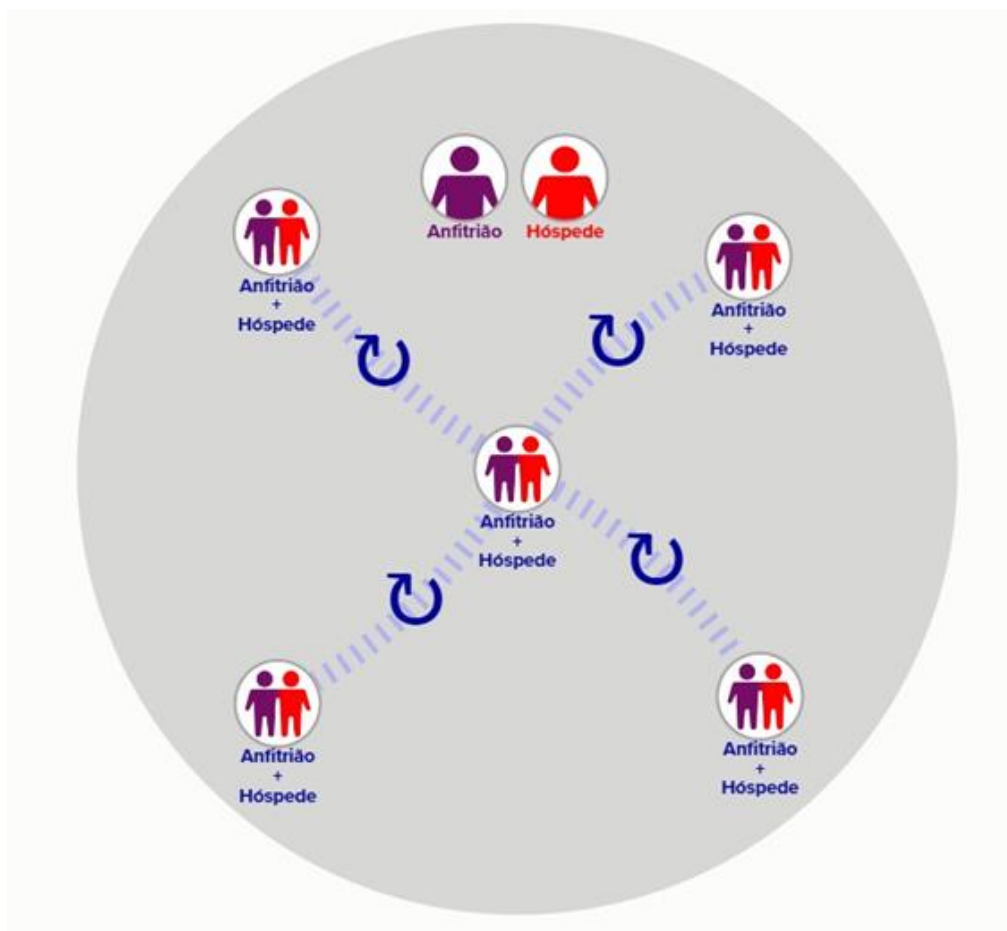 Anfitrião
Hóspede
Anfitrião
+
Hóspede
Anfitrião
+
Hóspede
Anfitrião
+
Hóspede
Anfitrião
+
Hóspede
Anfitrião
+
Hóspede